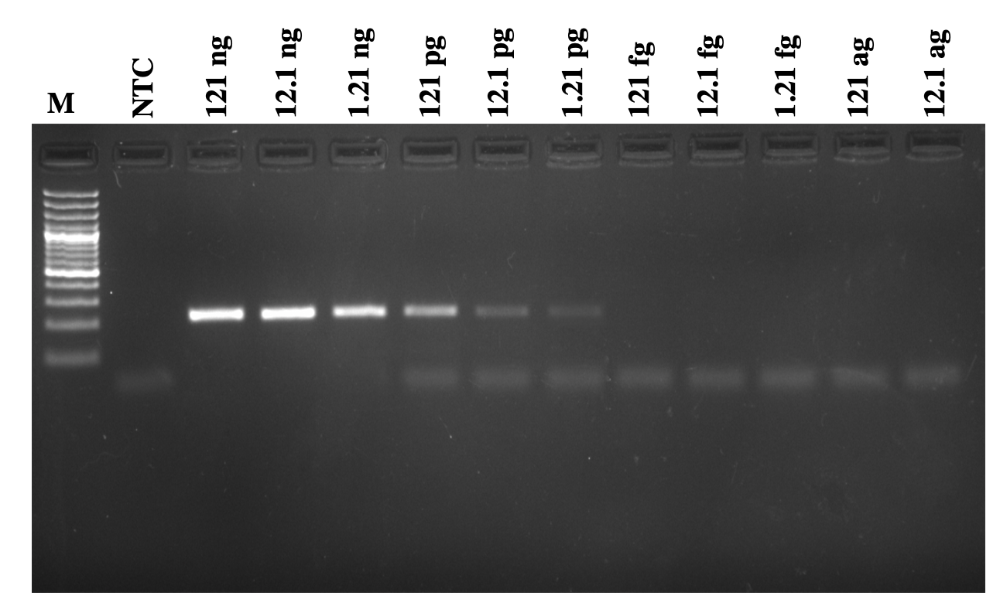 M
NTC
121 ng
12.1 ng
1.21 ng
121 pg
12.1 pg
1.21 pg
121 fg
12.1 fg
1.21 fg
121 ag
12.1 ag